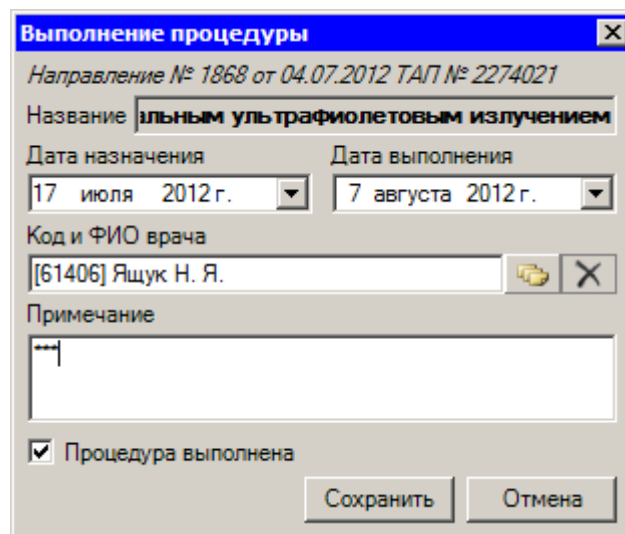 Выполнение процедуры
Направление № 1868 от 04.07.2012 ТАП № 2274021
Название льным ультрафиолетовым излучением
Дата назначения Дата выполнения
17 июля 2012 г. 7 августа 2012 г.
Код и ФИО врача
[61406] Ящук Н. Я.
Примечание
***
Процедура выполнена
Сохранить Отмена